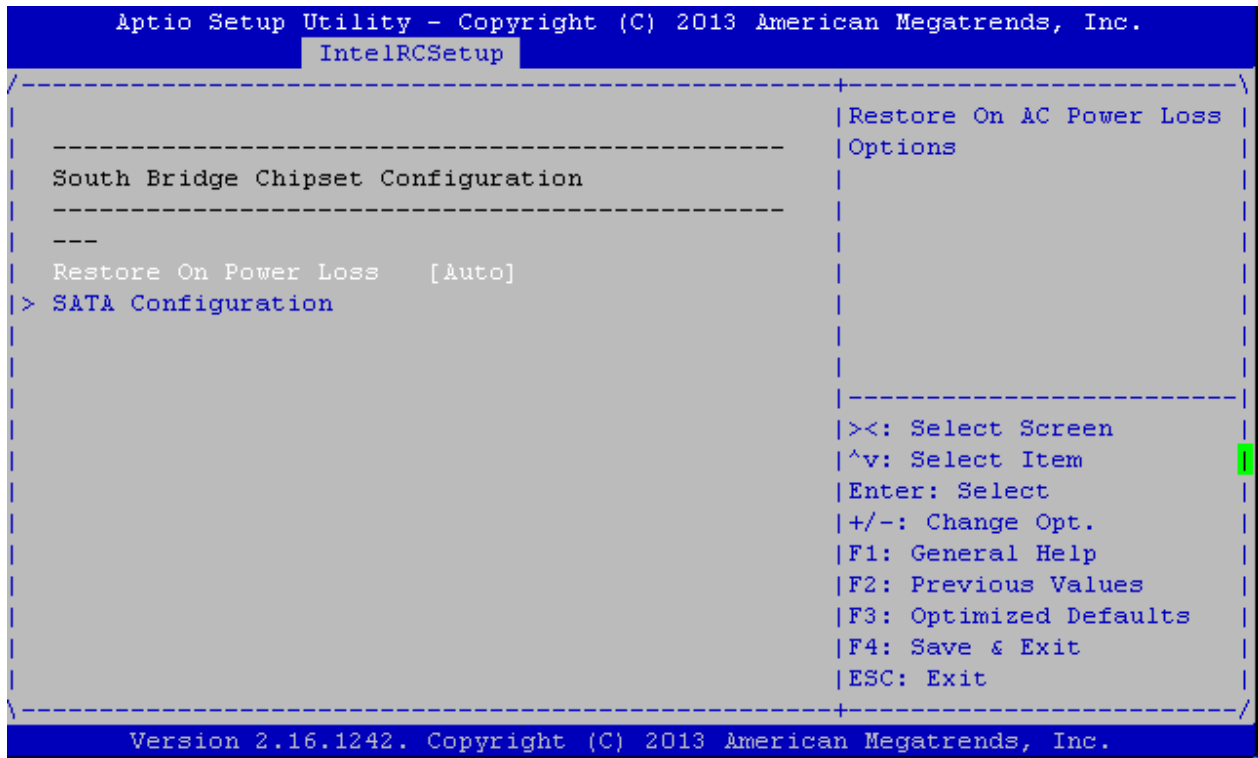 Aptio Setup Utility - Copyright (C) 2013 American Megatrends, Inc.
IntelRCSetup
/----------------------------------------------------+-------------------------\
Restore On AC Power Loss
Options
-----------------------------------------------
South Bridge Chipset Configuration
-----------------------------------------------
---
Restore On Power Loss [Auto]
> SATA Configuration
-------------------------
><: Select Screen
^v: Select Item
Enter: Select
+/-: Change Opt.
F1: General Help
F2: Previous Values
F3: Optimized Defaults
F4: Save & Exit
ESC: Exit
\----------------------------------------------------+-------------------------/
Version 2.16.1242. Copyright (C) 2013 American Megatrends, Inc.